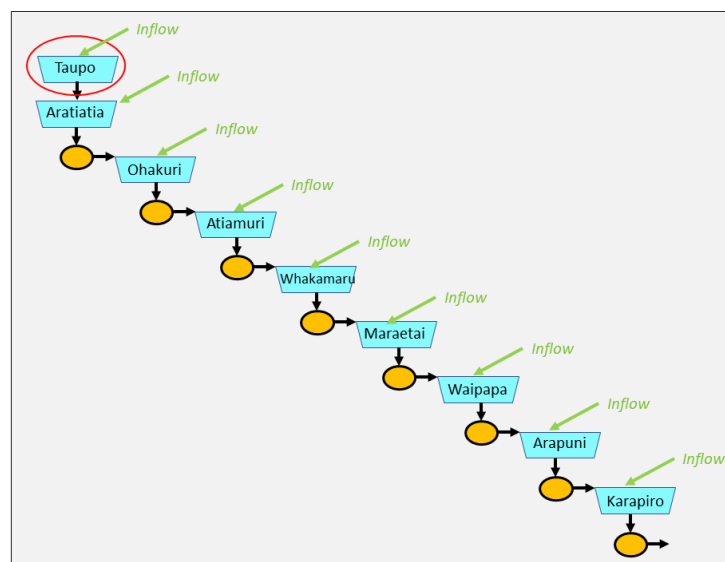 Inflow
Taupo
Inflow
Aratiatia
Inflow
Ohakuri
Inflow
Atiamuri
Inflow
Whakamaru
Inflow
Maraetai
Inflow
Waipapa
Inflow
Arapuni
Inflow
Karapiro